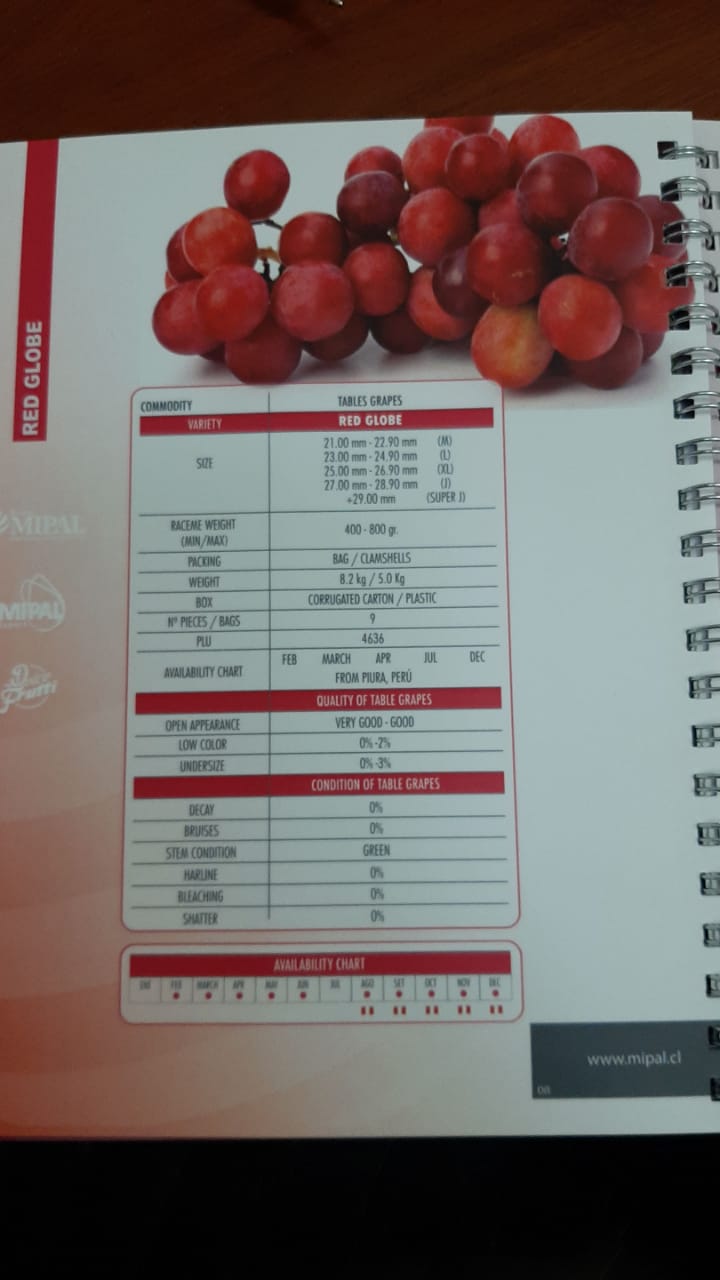 RED GLOBE
MIPAL
MIPAL
Frutti
COMMODITY TABLES GRAPES
VARIETY RED GLOBE
SIZE
21.00 mm - 22.90 mm (M)
23.00 mm - 24.90 mm (L)
25.00 mm - 26.90 mm (XL)
27.00 mm - 28.90 mm (J)
+29.00 mm (SUPER J)
RACEME WEIGHT
(MIN/MAX)
400 - 800 gr.
PACKING BAG / CLAMSHELLS
WEIGHT 8.2 kg / 5.0 Kg
BOX CORRUGATED CARTON / PLASTIC
Nº PIECES / BAGS 9
PLU 4636
AVAILABILITY CHART
FEB MARCH APR JUL DEC
FROM PIURA, PERÚ
QUALITY OF TABLE GRAPES
OPEN APPEARANCE VERY GOOD - GOOD
LOW COLOR 0% -2%
UNDERSIZE 0% -3%
CONDITION OF TABLE GRAPES
DECAY 0%
BRUISES 0%
STEM CONDITION GREEN
HARLINE 0%
BLEACHING 0%
SHATTER 0%
AVAILABILITY CHART
ENE FEB MARCH APR MAY JUN JUL AGO SET OCT NOV DEC
www.mipal.cl
08